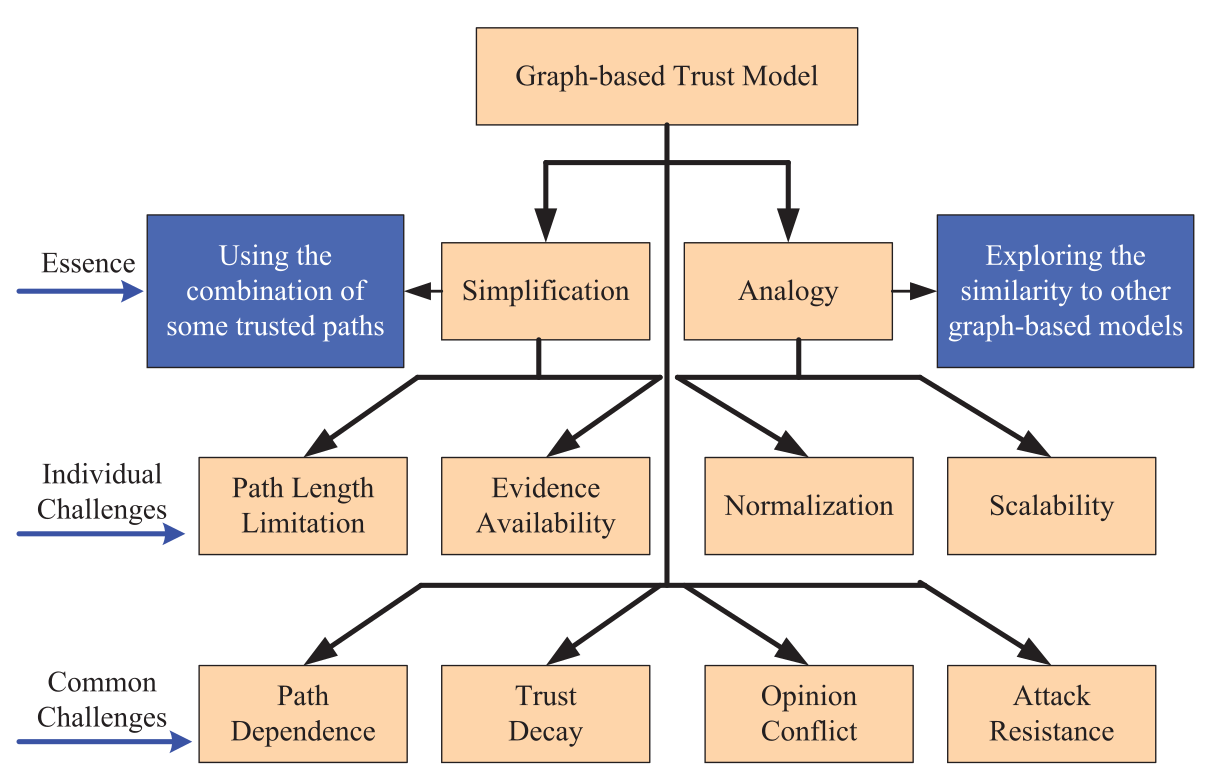 Graph-based Trust Model
Essence
Using the
combination of
some trusted paths
Simplification
Analogy
Exploring the
similarity to other
graph-based models
Individual
Challenges
Path Length
Limitation
Evidence
Availability
Normalization
Scalability
Common
Challenges
Path
Dependence
Trust
Decay
Opinion
Conflict
Attack
Resistance